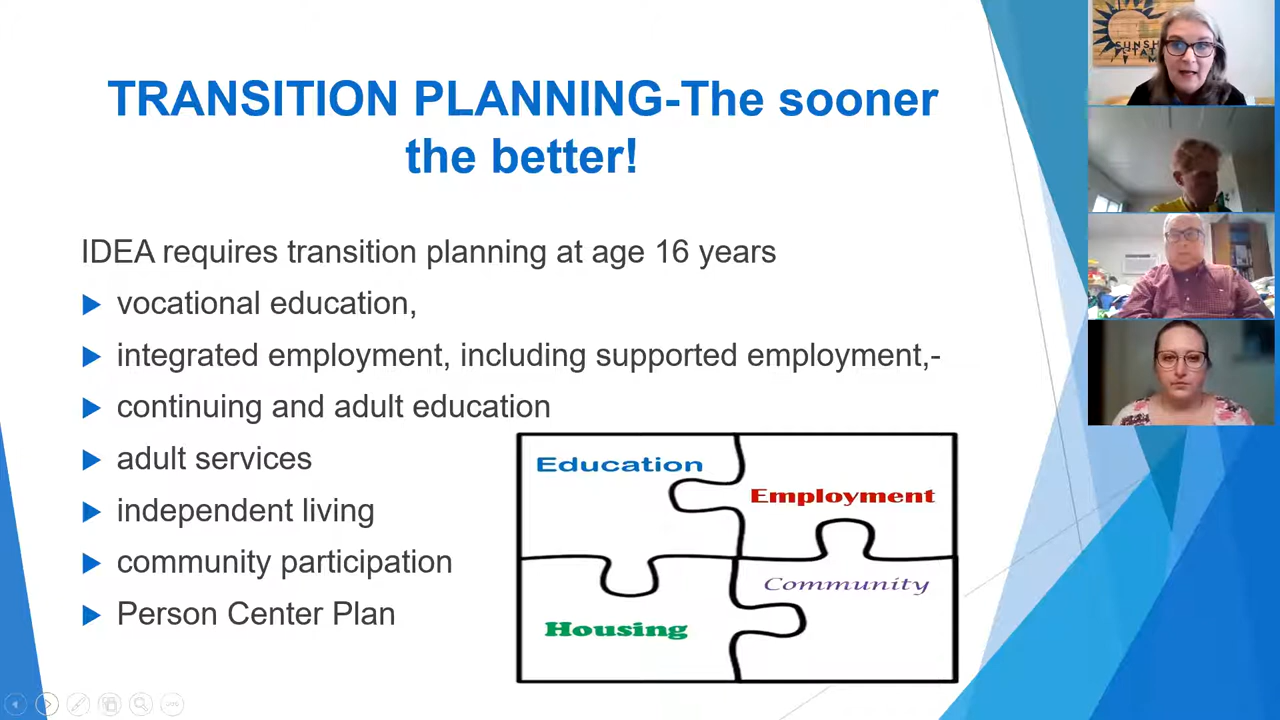 TRANSITION PLANNING-The sooner
the better!
IDEA requires transition planning at age 16 years
vocational education,
integrated employment, including supported employment,-
continuing and adult education
adult services
independent living
community participation
Person Center Plan
Education
Employment
Housing
Community